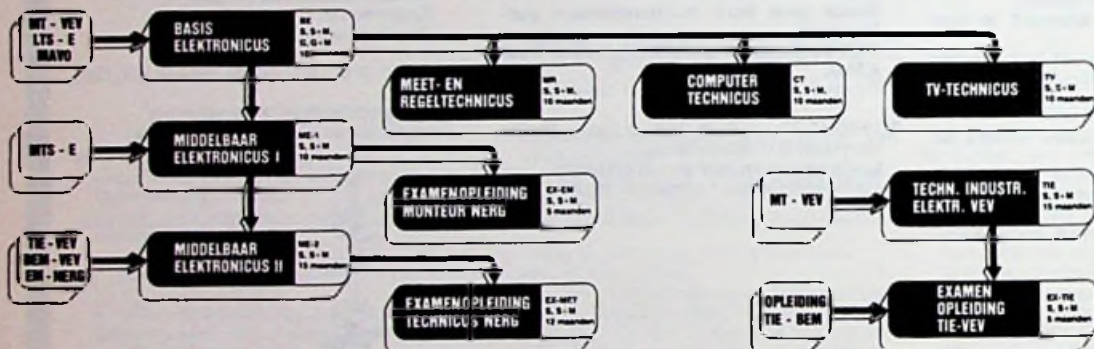 MT - VEV
LTS - E
MAVO
BASIS
ELEKTRONICUS
BE
S, S+M,
G, G+M
10
MEET- EN
REGELTECHNICUS
MR
S, S+M,
10 maanden
COMPUTER
TECHNICUS
CT
S, S+M,
10 maanden
TV-TECHNICUS
TV
S, S+M
10 maanden
MTS - E
MIDDELBAAR
ELEKTRONICUS I
ME-1
S, S+M
10 maanden
EXAMENOPLEIDING
MONTEUR NERG
EX-EM
S, S+M
5 maanden
MT - VEV
TECHN. INDUSTR.
ELEKTR. VEV
TIE
S, S+M
15 maanden
TIE - VEV
BEM - VEV
EM - NERG
MIDDELBAAR
ELEKTRONICUS II
ME-2
S, S+M
15 maanden
EXAMENOPLEIDING
TECHNICUS NERG
EX-MET
S, S+M
12 maanden
OPLEIDING
TIE - BEM
EXAMEN
OPLEIDING
TIE-VEV
EX-TIE
S, S+M
5 maanden